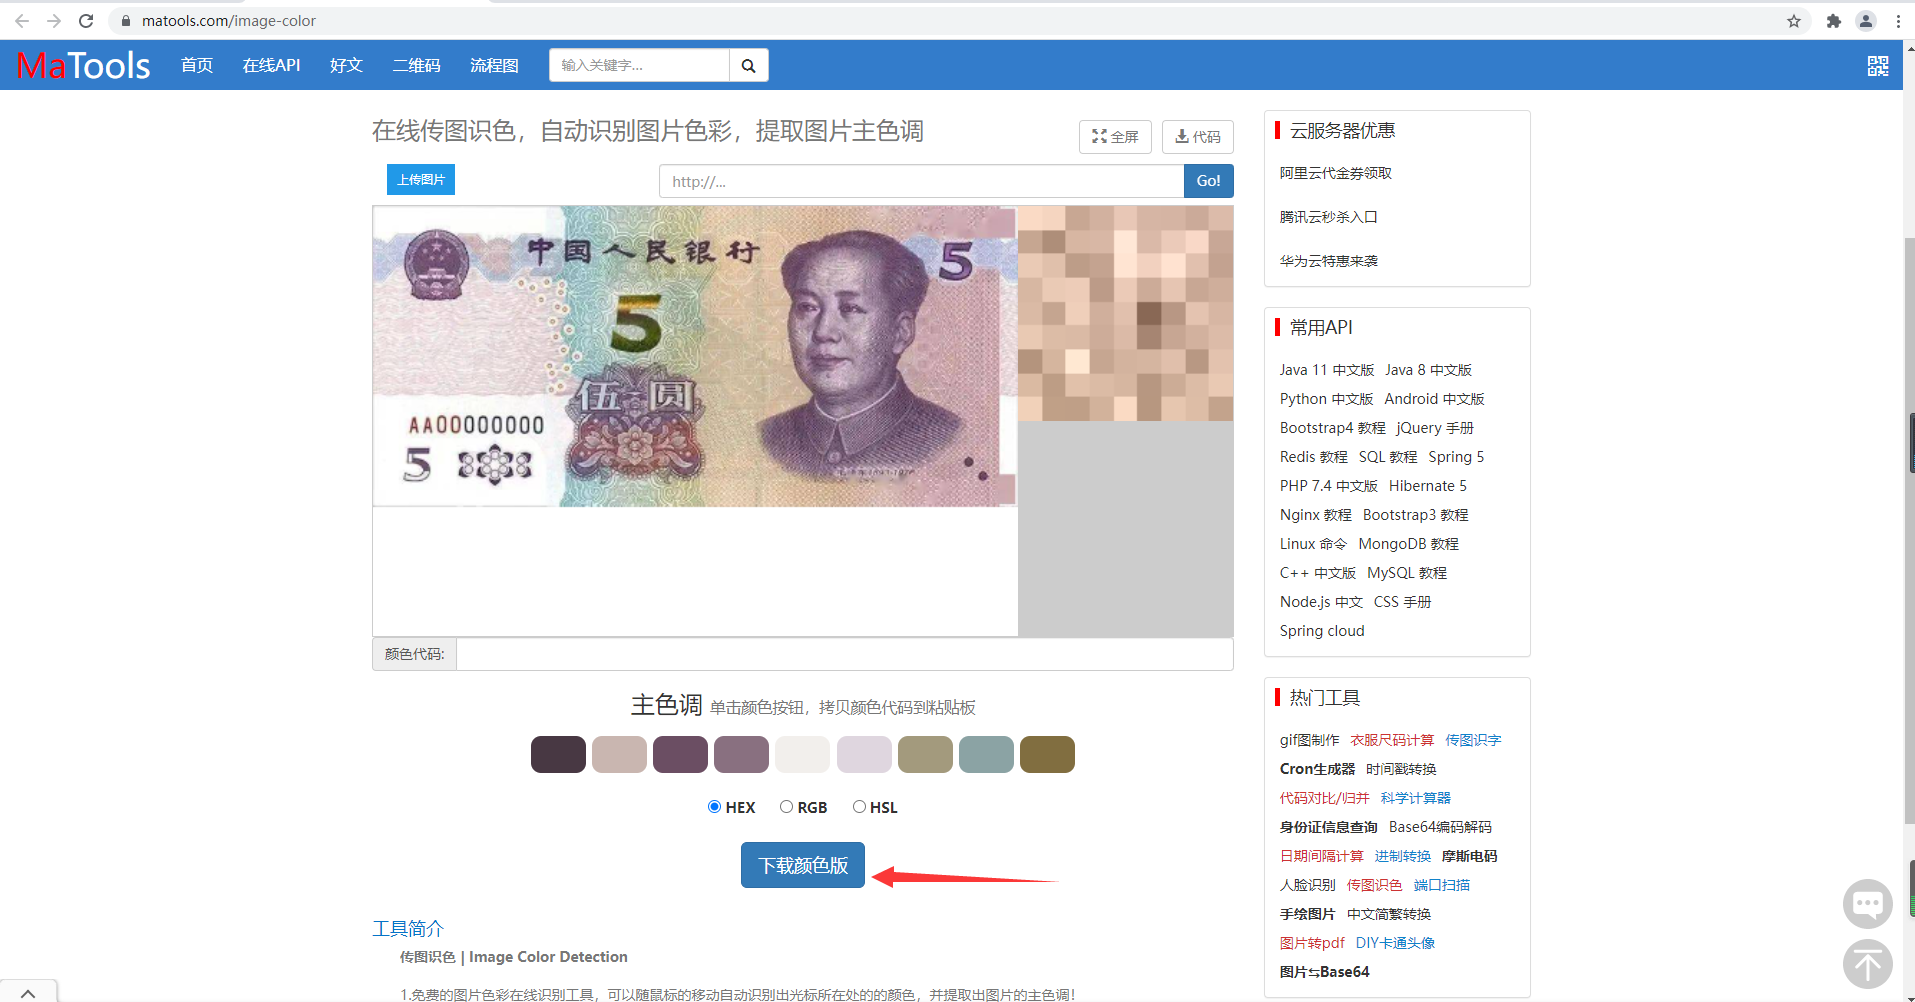 matools.com/image-color
MaTools 首页 在线API 好文 二维码 流程图 输入关键字...
在线传图识色，自动识别图片色彩，提取图片主色调 全屏 代码
上传图片 http://... Go!
中国人民银行
5
5
伍圆
AA00000000
5
颜色代码:
主色调 单击颜色按钮，拷贝颜色代码到粘贴板
HEX RGB HSL
下载颜色版
工具简介
传图识色 | Image Color Detection
1.免费的图片色彩在线识别工具，可以随鼠标的移动自动识别出光标所在处的的颜色，并提取出图片的主色调！
云服务器优惠
阿里云代金券领取
腾讯云秒杀入口
华为云特惠来袭
常用API
Java 11 中文版 Java 8 中文版
Python 中文版 Android 中文版
Bootstrap4 教程 jQuery 手册
Redis 教程 SQL 教程 Spring 5
PHP 7.4 中文版 Hibernate 5
Nginx 教程 Bootstrap3 教程
Linux 命令 MongoDB 教程
C++ 中文版 MySQL 教程
Node.js 中文 CSS 手册
Spring cloud
热门工具
gif图制作 衣服尺码计算 传图识字
Cron生成器 时间戳转换
代码对比/归并 科学计算器
身份证信息查询 Base64编码解码
日期间隔计算 进制转换 摩斯电码
人脸识别 传图识色 端口扫描
手绘图片 中文简繁转换
图片转pdf DIY卡通头像
图片⇆Base64